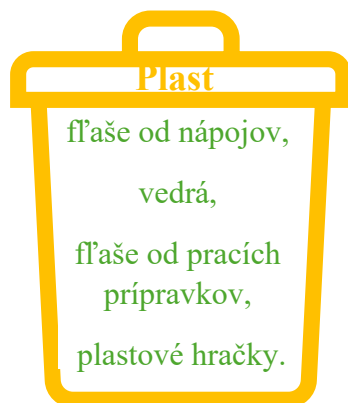 Plast
fľaše od nápojov,
vedrá,
fľaše od pracích
prípravkov,
plastové hračky.